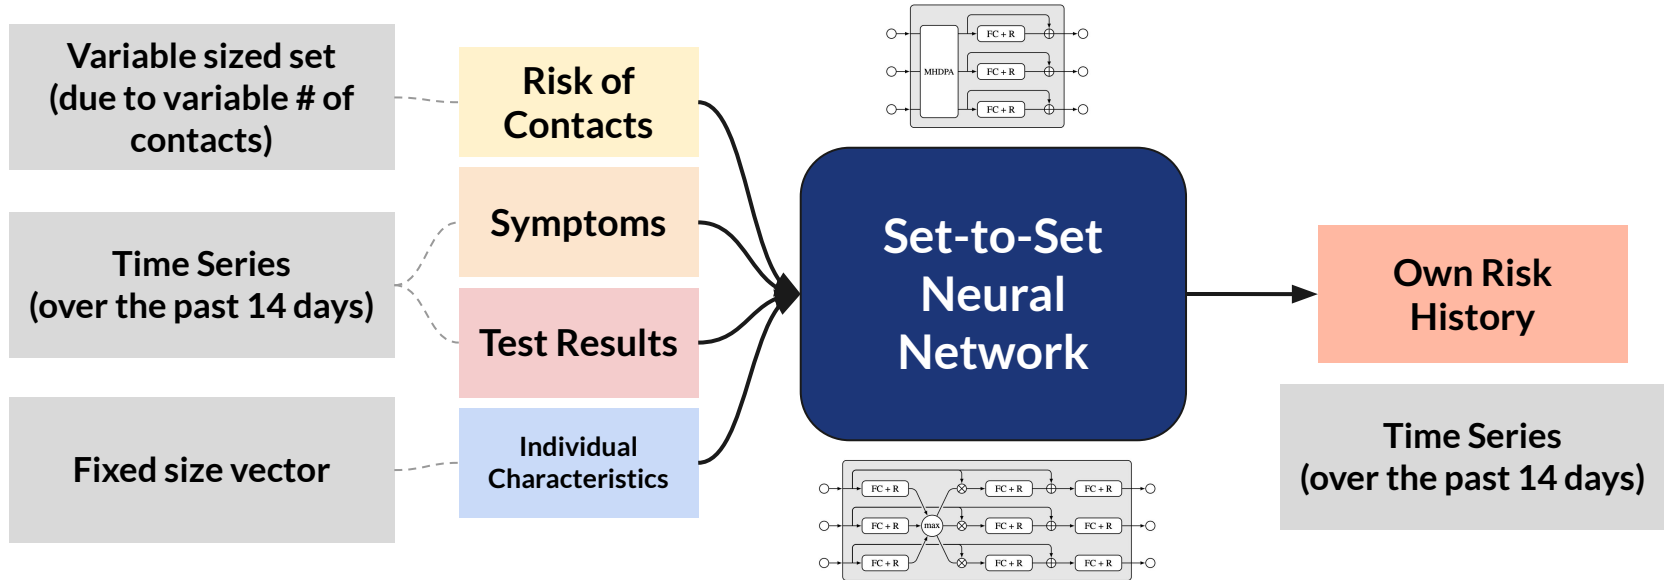 Variable sized set
(due to variable # of
contacts)
Time Series
(over the past 14 days)
Fixed size vector
Risk of
Contacts
Symptoms
Test Results
Individual
Characteristics
MHDPA
FC + R
FC + R
FC + R
Set-to-Set
Neural
Network
FC + R
FC + R
FC + R
FC + R
max
FC + R
FC + R
FC + R
FC + R
FC + R
Own Risk
History
Time Series
(over the past 14 days)